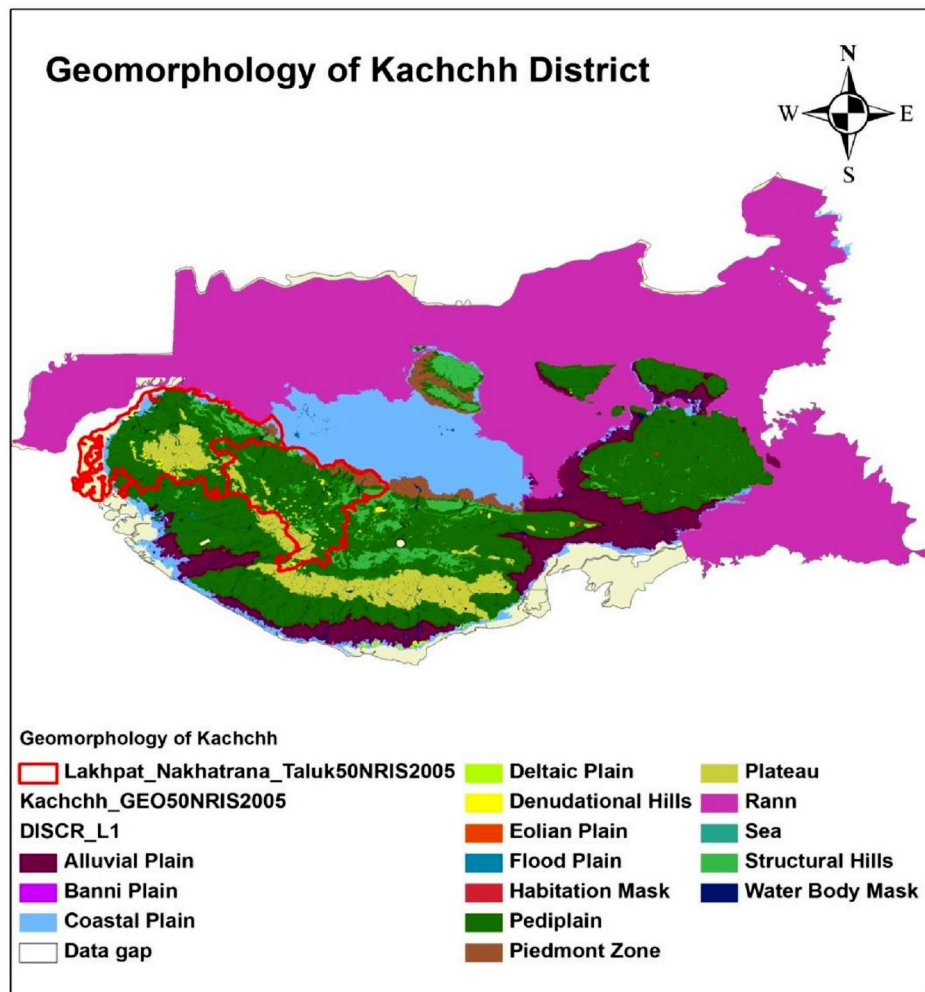 Geomorphology of Kachchh District
N
W
E
S
Geomorphology of Kachchh
Lakhpat_Nakhatrana_Taluk50NRIS2005
Kachchh_GEO50NRIS2005
DISCR_L1
Alluvial Plain
Banni Plain
Coastal Plain
Data gap
Deltaic Plain
Denudational Hills
Eolian Plain
Flood Plain
Habitation Mask
Pediplain
Piedmont Zone
Plateau
Rann
Sea
Structural Hills
Water Body Mask